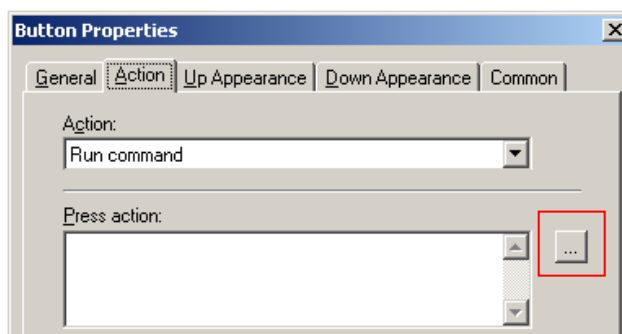 Button Properties
General Action Up Appearance Down Appearance Common
Action:
Run command
Press action:
...